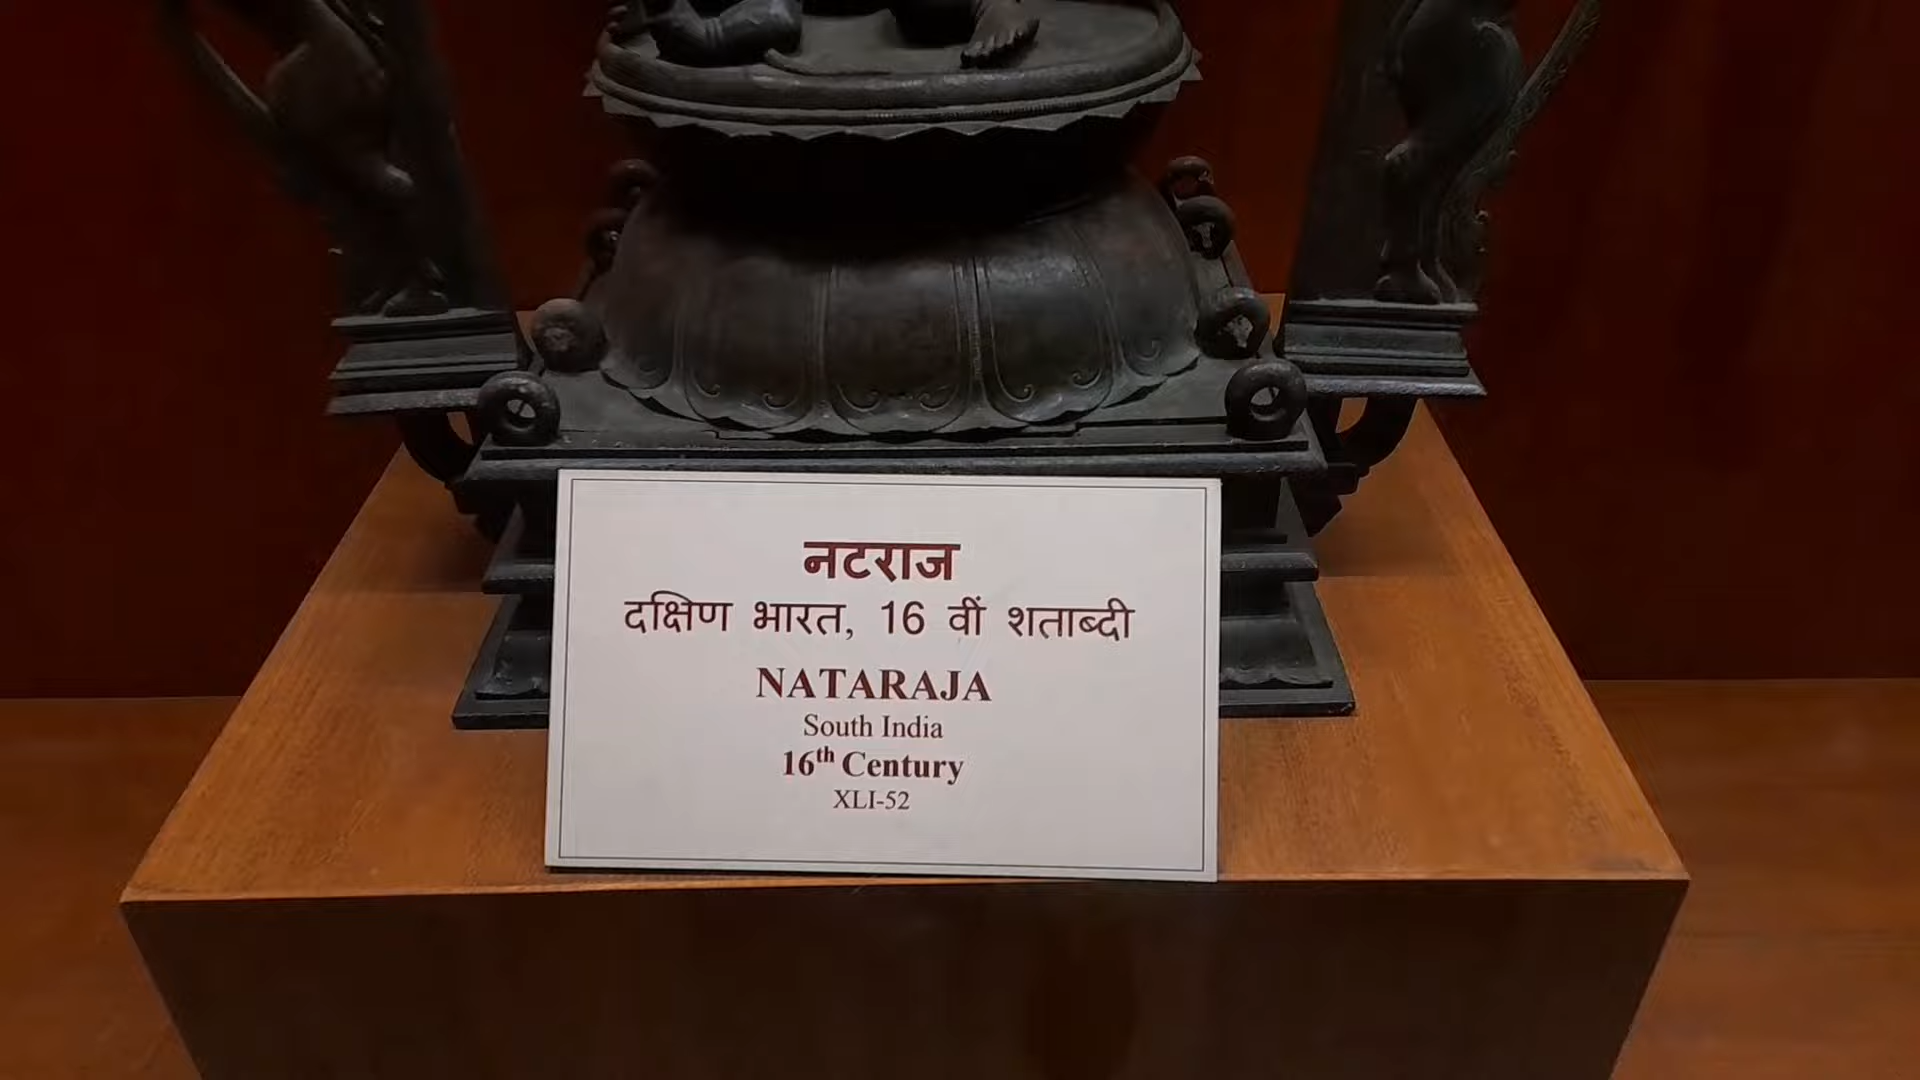 नटराज
दक्षिण भारत, 16 वीं शताब्दी
NATARAJA
South India
16th Century
XLI-52